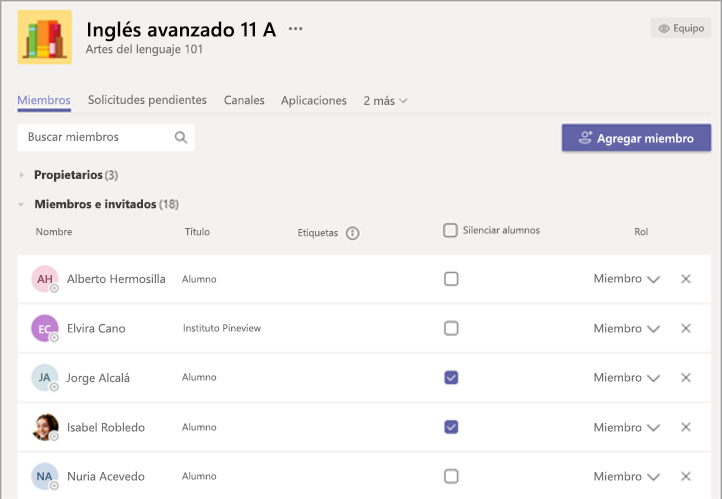 Inglés avanzado 11 A ...
Artes del lenguaje 101
Equipo
Miembros Solicitudes pendientes Canales Aplicaciones 2 más
Buscar miembros
Agregar miembro
Propietarios (3)
Miembros e invitados (18)
Nombre Título Etiquetas Silenciar alumnos Rol
AH Alberto Hermosilla Alumno Miembro
EC Elvira Cano Instituto Pineview Miembro
JA Jorge Alcalá Alumno Miembro
Isabel Robledo Alumno Miembro
NA Nuria Acevedo Alumno Miembro